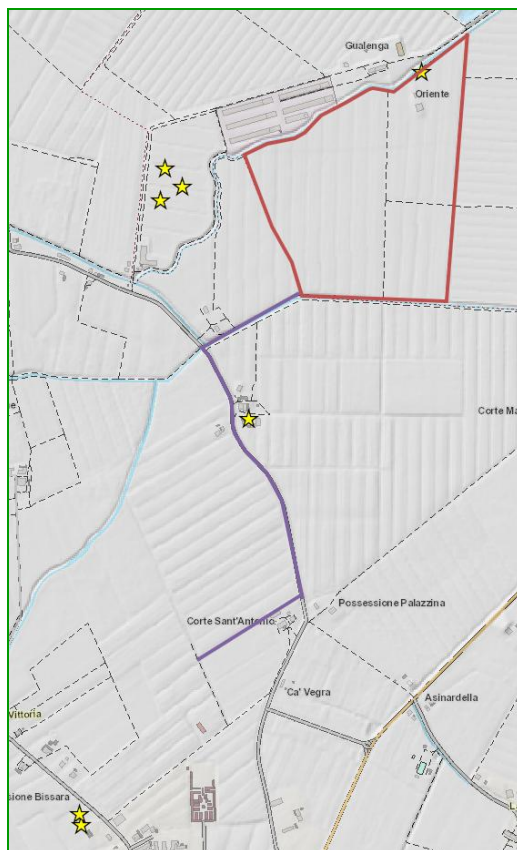 Gualenga
Oriente
Corte Ma
Possessione Palazzina
Corte Sant'Antonio
'Ca' Vegra
Asinardella
Vittoria
sione Bissara
L